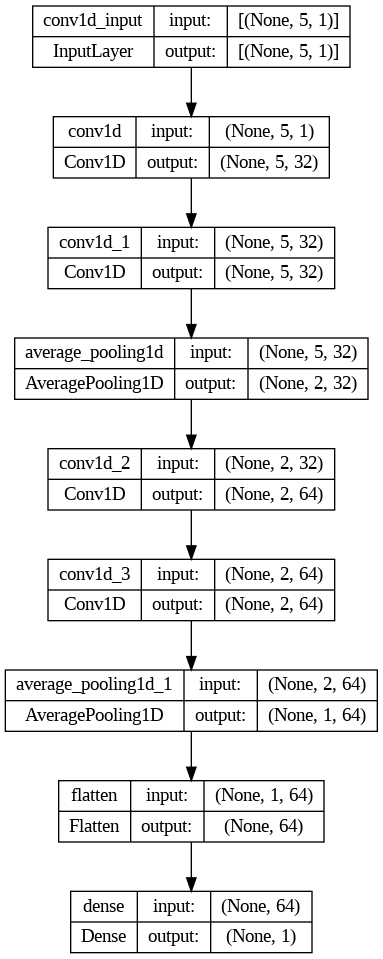 conv1d_input input: [(None, 5, 1)]
InputLayer output: [(None, 5, 1)]
conv1d input: (None, 5, 1)
Conv1D output: (None, 5, 32)
conv1d_1 input: (None, 5, 32)
Conv1D output: (None, 5, 32)
average_pooling1d input: (None, 5, 32)
AveragePooling1D output: (None, 2, 32)
conv1d_2 input: (None, 2, 32)
Conv1D output: (None, 2, 64)
conv1d_3 input: (None, 2, 64)
Conv1D output: (None, 2, 64)
average_pooling1d_1 input: (None, 2, 64)
AveragePooling1D output: (None, 1, 64)
flatten input: (None, 1, 64)
Flatten output: (None, 64)
dense input: (None, 64)
Dense output: (None, 1)